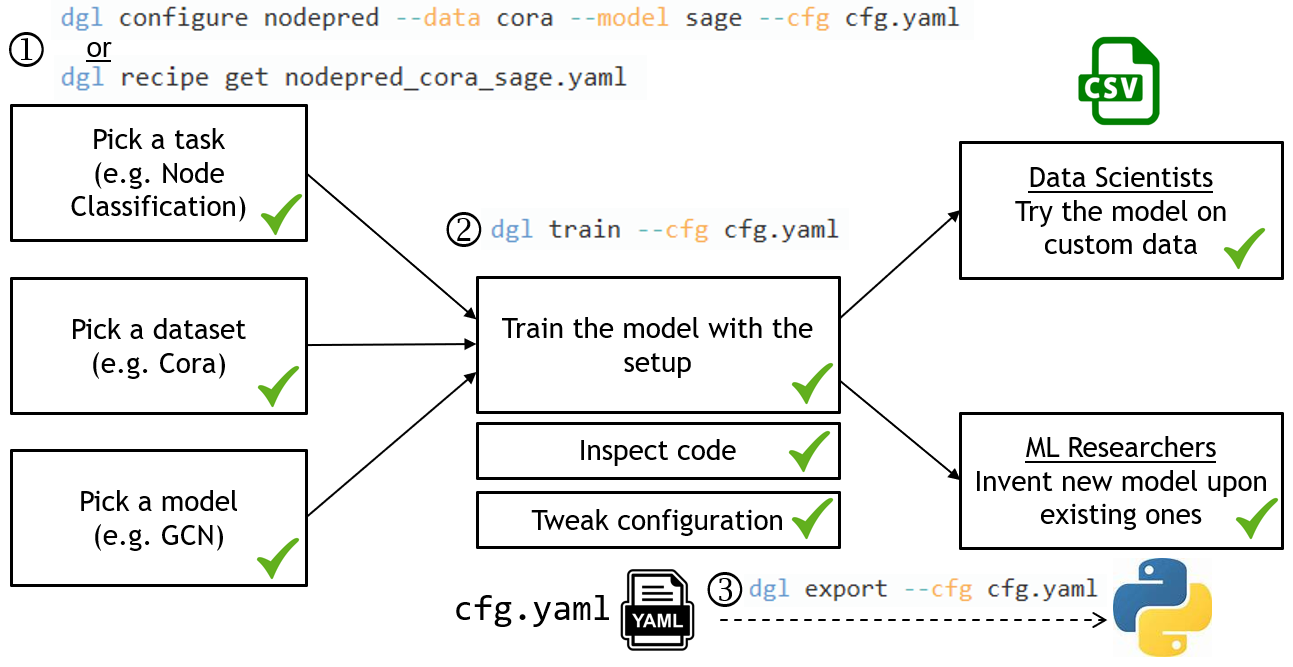 ① dgl configure nodepred --data cora --model sage --cfg cfg.yaml
or
dgl recipe get nodepred_cora_sage.yaml
Pick a task
(e.g. Node
Classification)
Pick a dataset
(e.g. Cora)
Pick a model
(e.g. GCN)
② dgl train --cfg cfg.yaml
Train the model with the
setup
Inspect code
Tweak configuration
CSV
Data Scientists
Try the model on
custom data
ML Researchers
Invent new model upon
existing ones
cfg.yaml
YAML
③ dgl export --cfg cfg.yaml